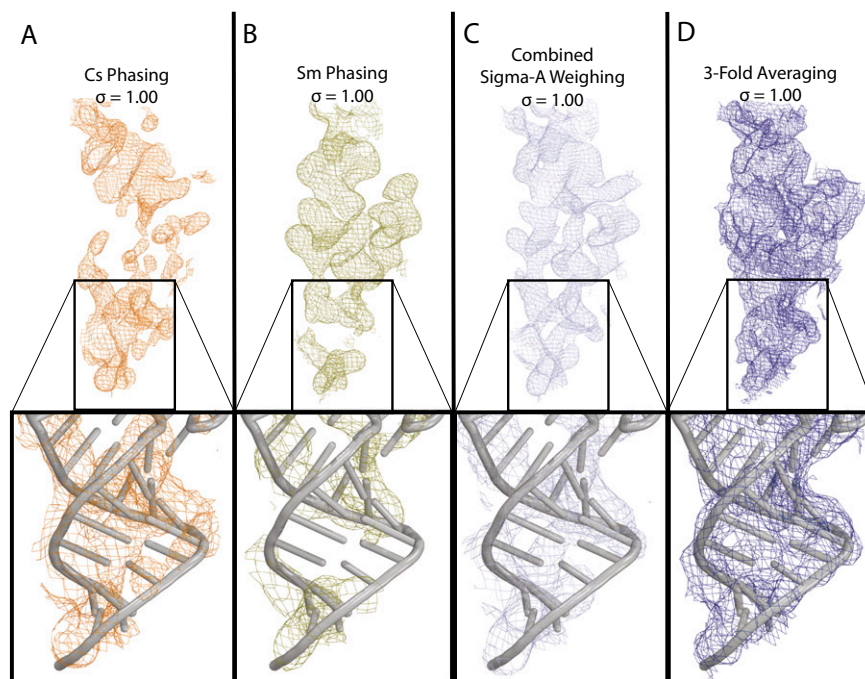 A
Cs Phasing
σ = 1.00
B
Sm Phasing
σ = 1.00
C
Combined
Sigma-A Weighing
σ = 1.00
D
3-Fold Averaging
σ = 1.00